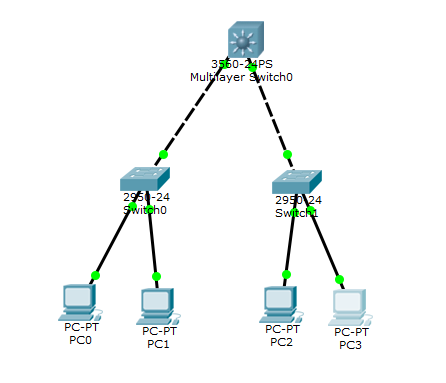 3560-24PS
Multilayer Switch0
2950-24
Switch0
2950-24
Switch1
PC-PT
PC0
PC-PT
PC1
PC-PT
PC2
PC-PT
PC3